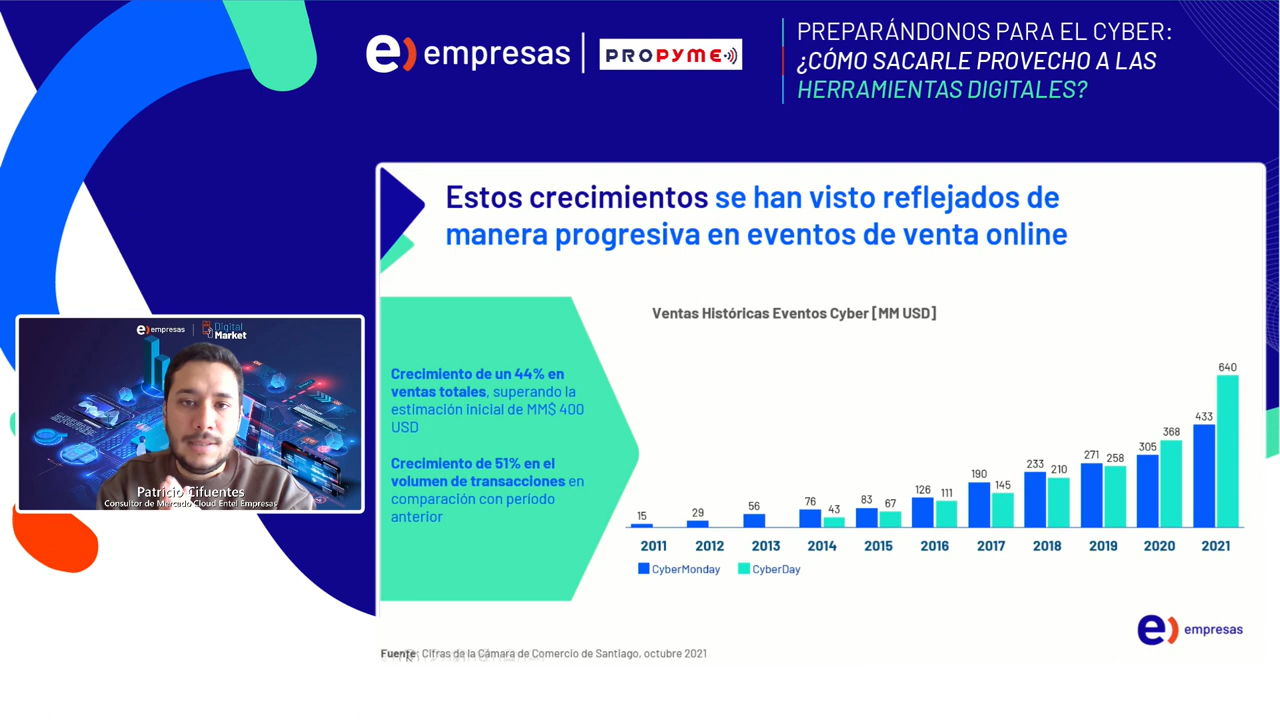 e) empresas
PROPYME
PREPARÁNDONOS PARA EL CYBER:
¿CÓMO SACARLE PROVECHO A LAS
HERRAMIENTAS DIGITALES?
Estos crecimientos se han visto reflejados de
manera progresiva en eventos de venta online
e) empresas
Digital
Market
Patricio Cifuentes
Consultor de Mercado Cloud Entel Empresas
Crecimiento de un 44% en
ventas totales, superando la
estimación inicial de MM$ 400
USD
Crecimiento de 51% en el
volumen de transacciones en
comparación con período
anterior
Ventas Históricas Eventos Cyber [MM USD]
15 29 56 76 43 83 67 126 111 190 145 233 210 271 258 305 368 433 640
2011 2012 2013 2014 2015 2016 2017 2018 2019 2020 2021
CyberMonday CyberDay
e) empresas
Fuente: Cifras de la Cámara de Comercio de Santiago, octubre 2021